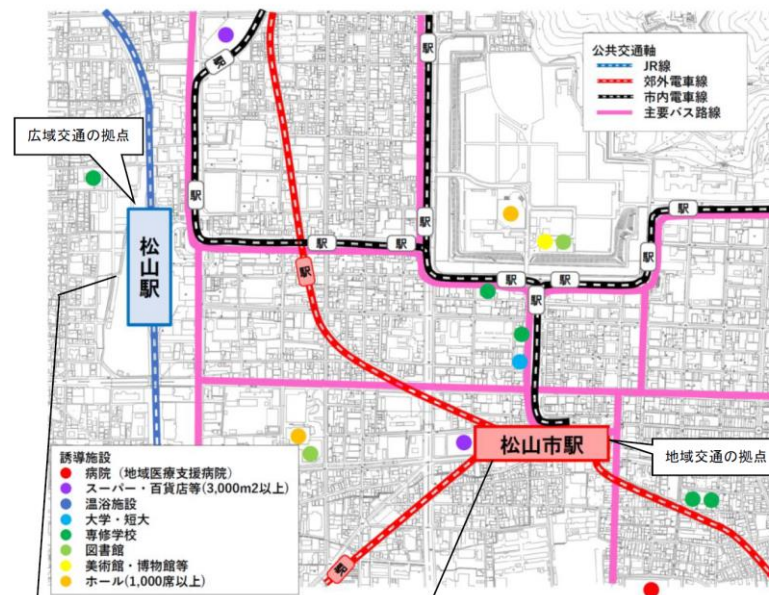 公共交通軸
JR線
郊外電車線
市内電車線
主要バス路線
駅
駅
広域交通の拠点
駅
駅
駅
駅
駅
松山駅
駅
駅
駅
駅
松山市駅
地域交通の拠点
誘導施設
病院（地域医療支援病院）
スーパー・百貨店等(3,000m2以上)
温浴施設
大学・短大
専修学校
図書館
美術館・博物館等
ホール(1,000席以上)
駅